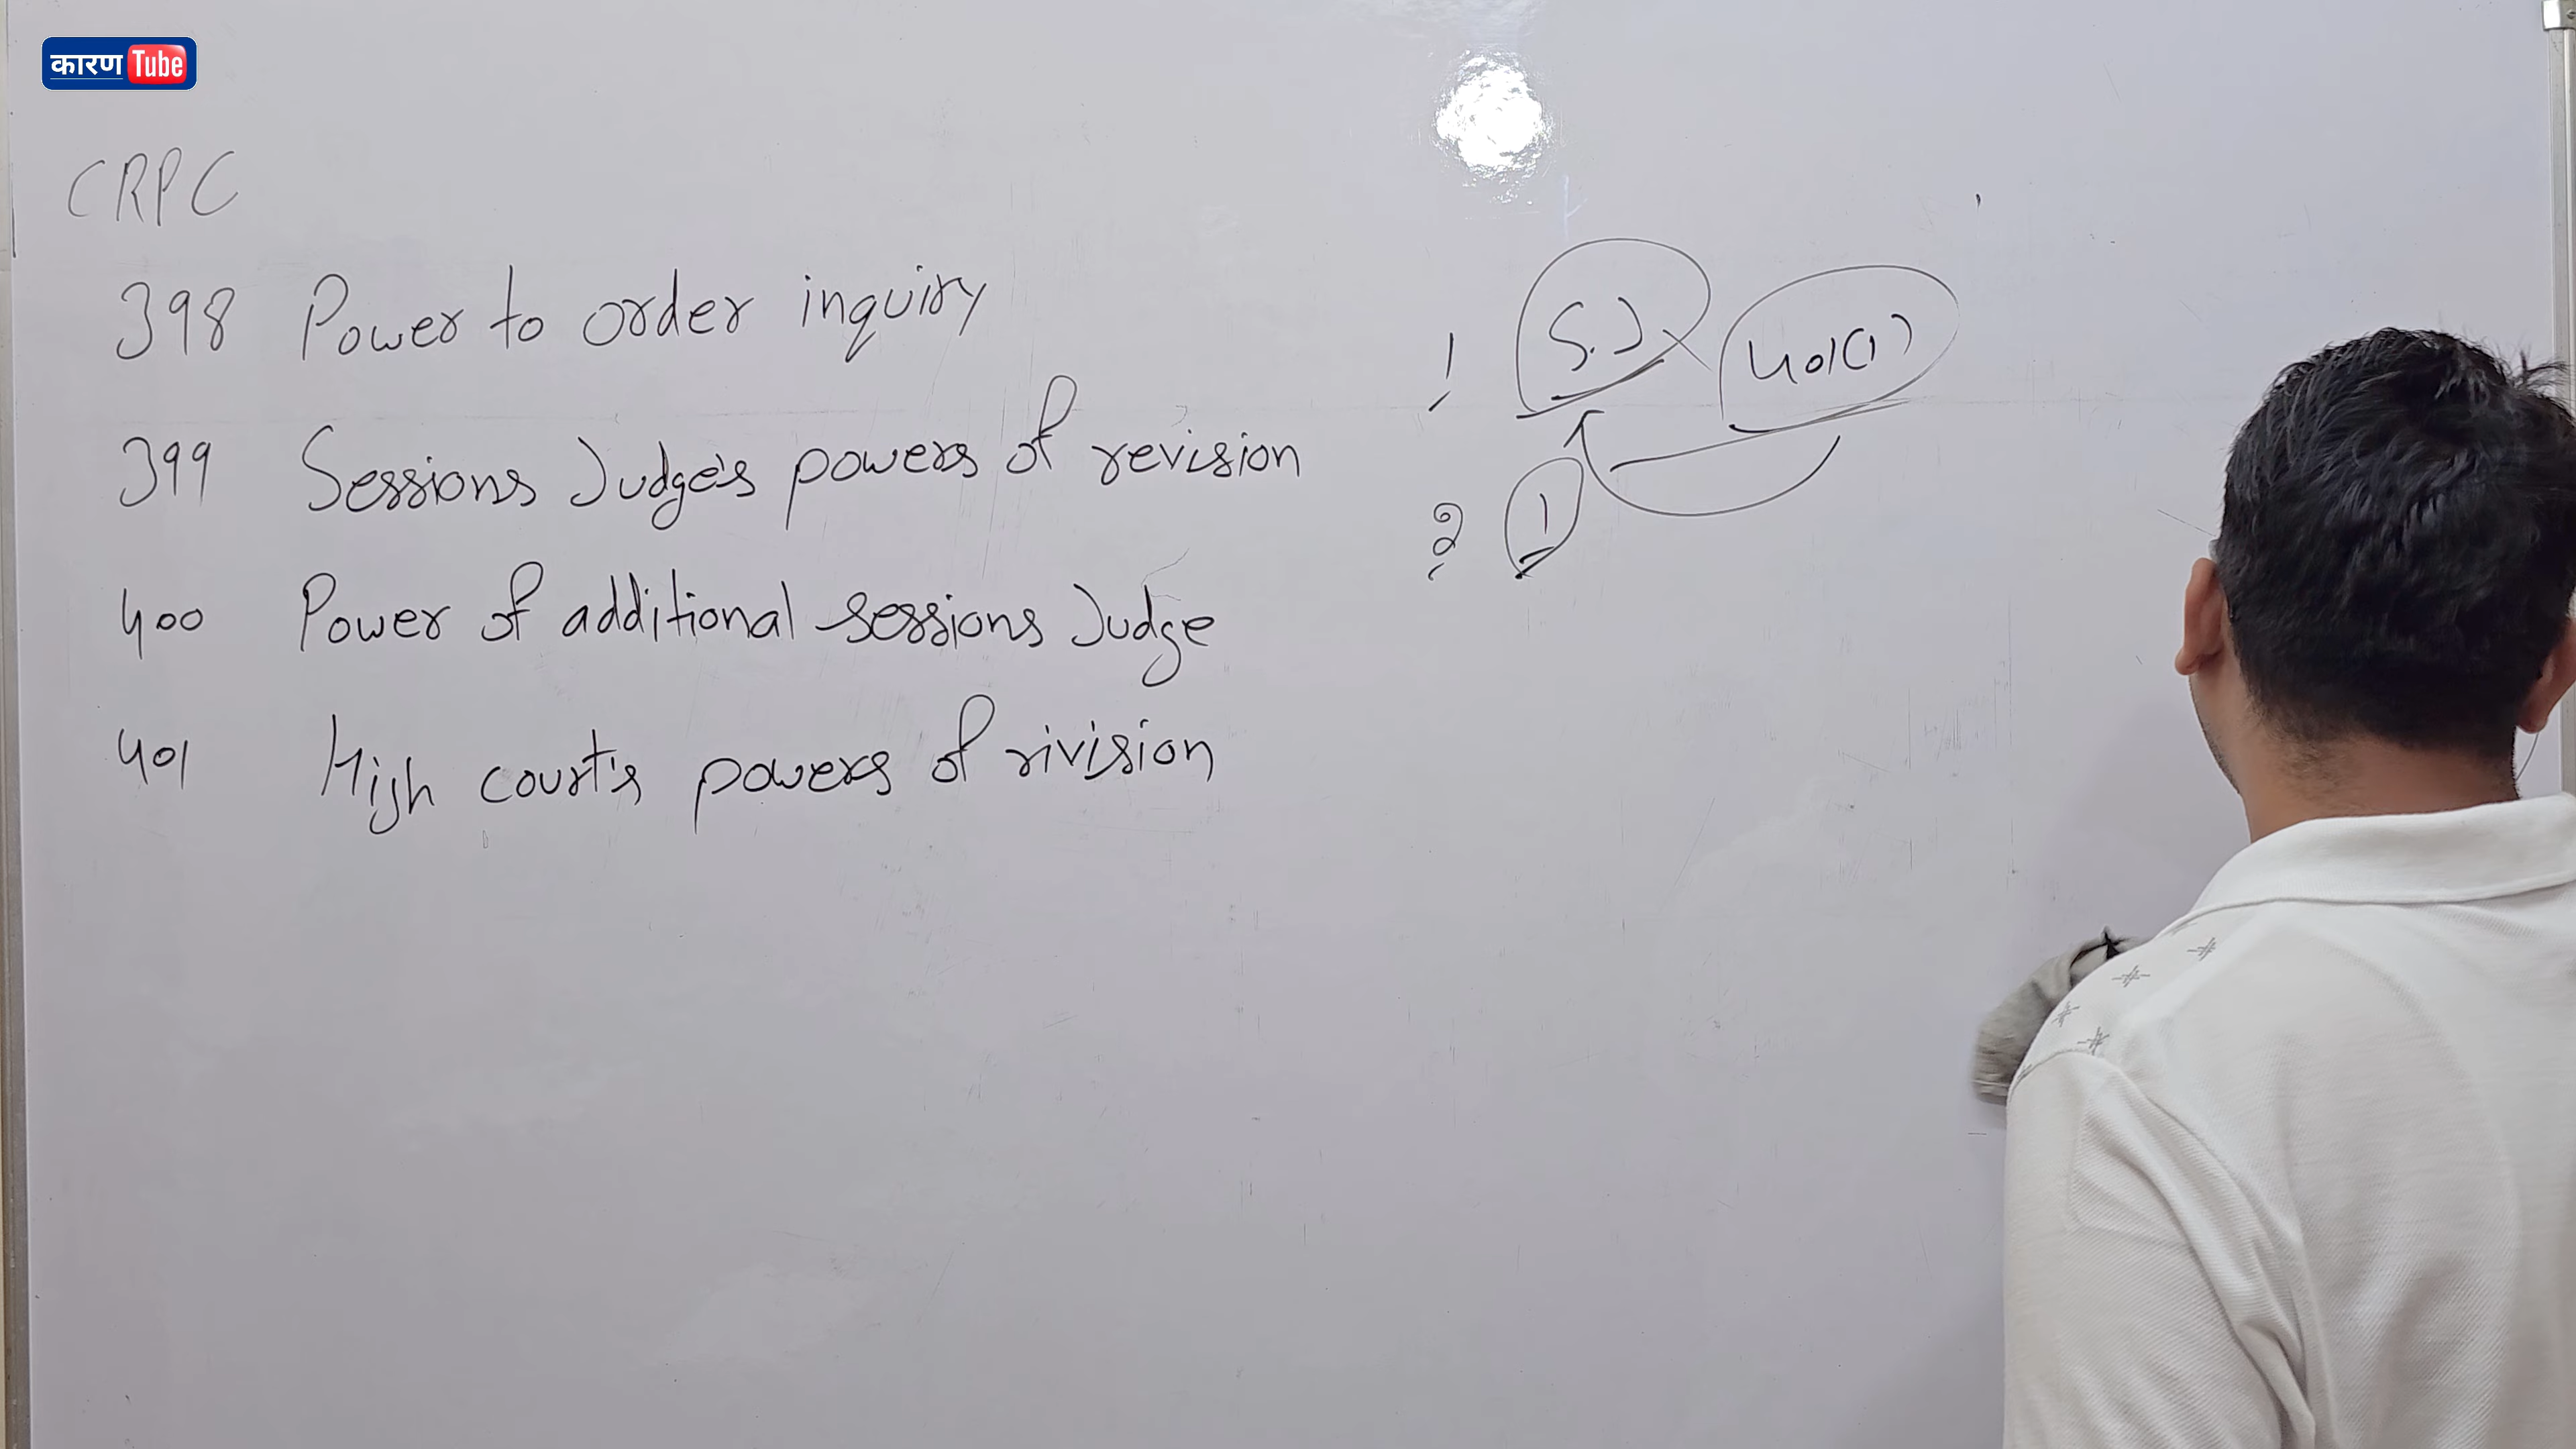 कारण Tube
CRPC
398 Power to order inquiry
399 Sessions Judge's powers of revision
400 Power of additional sessions Judge
401 High court's powers of rivision
1 S.J 401(1)
2 1